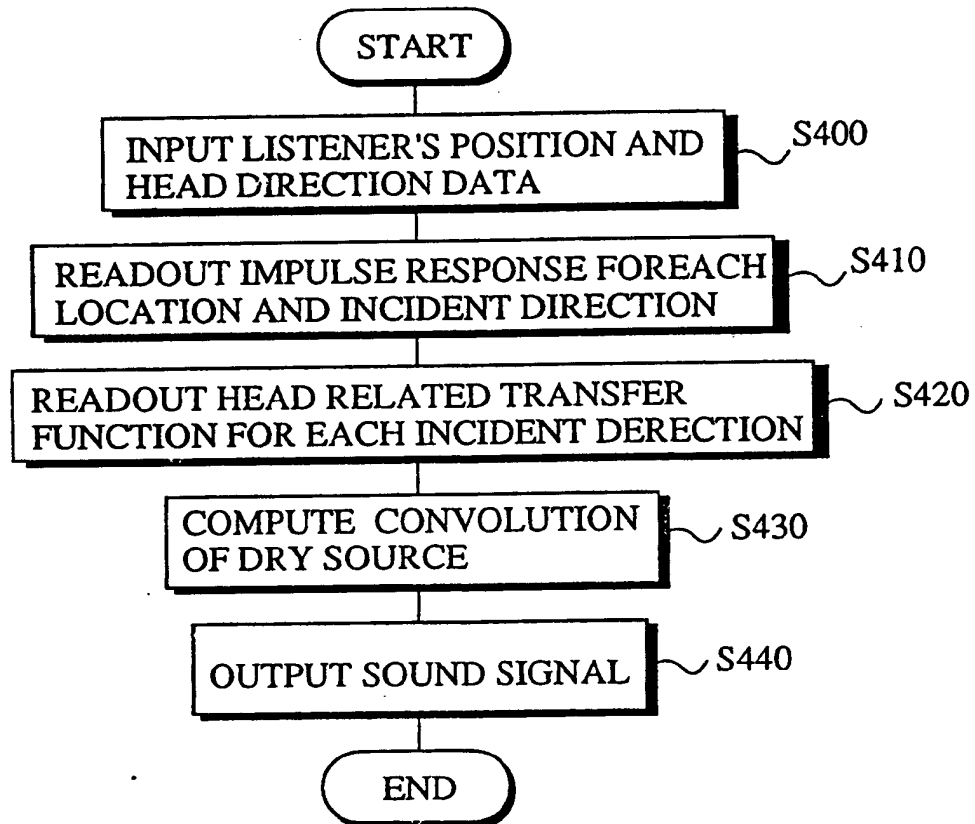 START
INPUT LISTENER'S POSITION AND
HEAD DIRECTION DATA
S400
READOUT IMPULSE RESPONSE FOREACH
LOCATION AND INCIDENT DIRECTION
S410
READOUT HEAD RELATED TRANSFER
FUNCTION FOR EACH INCIDENT DERECTION
S420
COMPUTE CONVOLUTION
OF DRY SOURCE
S430
OUTPUT SOUND SIGNAL
S440
END